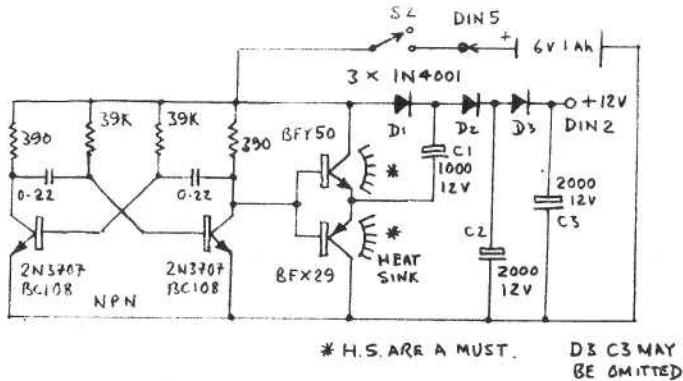 S2
DIN 5
+
6V 1Ah
3 × 1N4001
+12V
DIN 2
D1
D2
D3
390
39K
39K
390
BFY50
*
C1
1000
12V
2000
12V
C3
0.22
0.22
C2
2000
12V
*
HEAT
SINK
2N3707
BC108
2N3707
BC108
BFX29
NPN
* H.S. ARE A MUST.
D3 C3 MAY
BE OMITTED